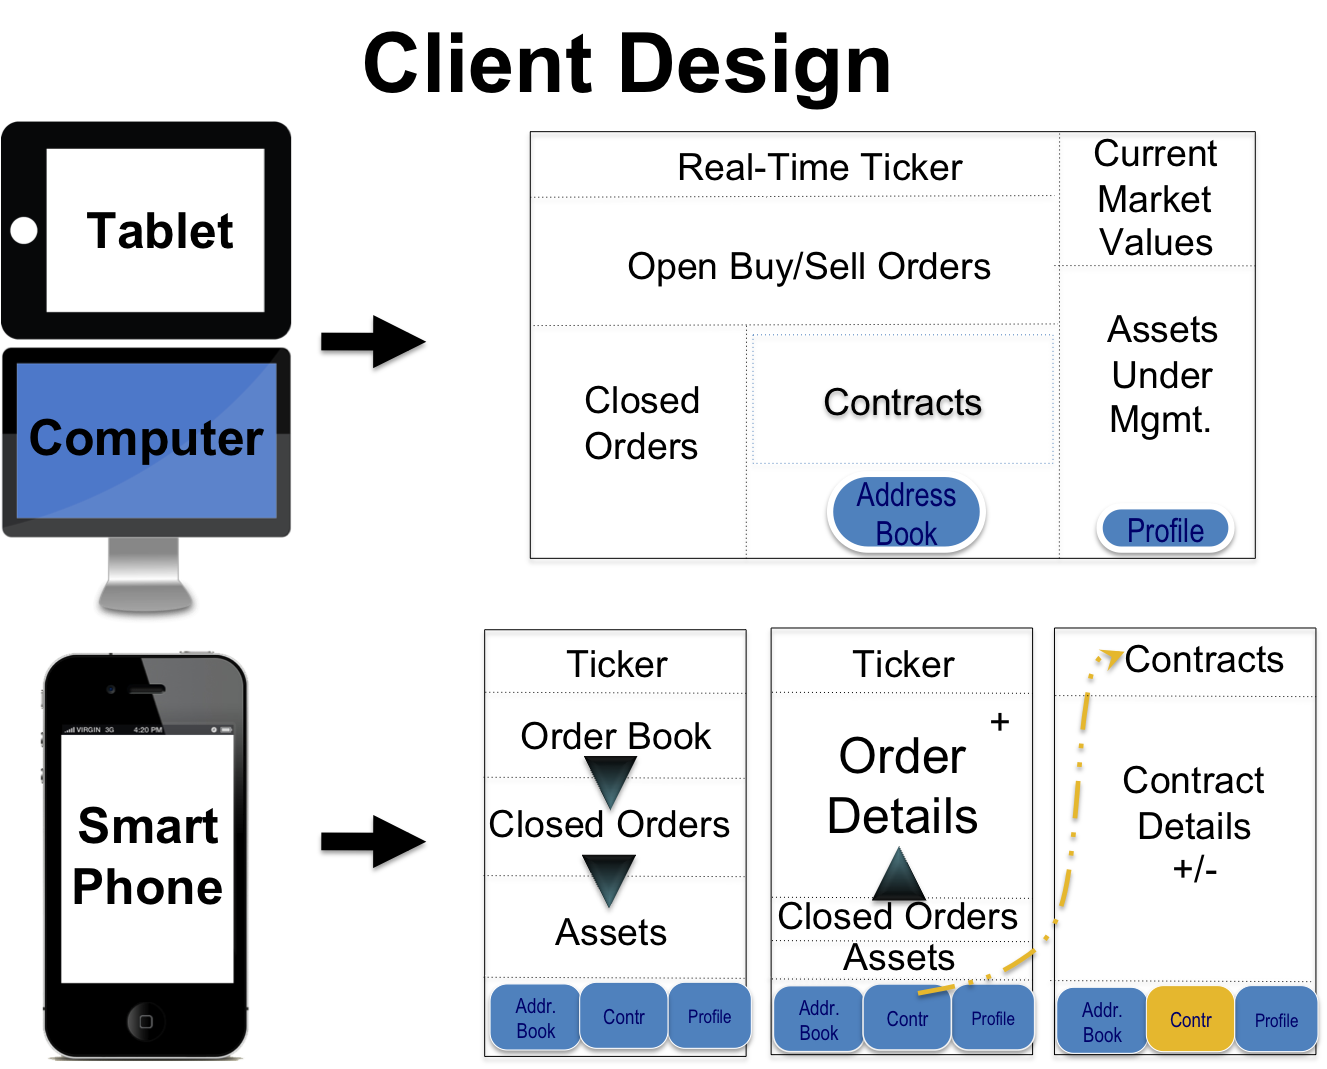 Client Design
Tablet
Computer
Real-Time Ticker
Open Buy/Sell Orders
Closed
Orders
Contracts
Address
Book
Current
Market
Values
Assets
Under
Mgmt.
Profile
VIRGIN 3G 4:20 PM
Smart
Phone
Ticker
Order Book
Closed Orders
Assets
Addr.
Book
Contr
Profile
Ticker
+
Order
Details
Closed Orders
Assets
Addr.
Book
Contr
Profile
Contracts
Contract
Details
+/-
Addr.
Book
Contr
Profile